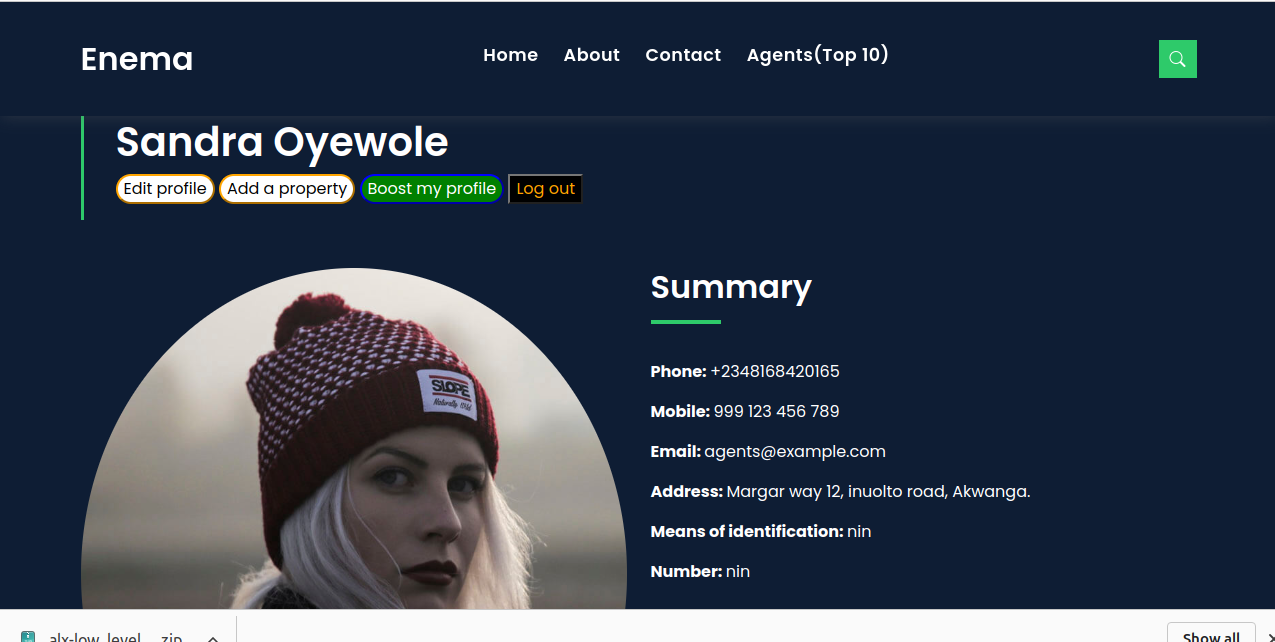 Enema
Home About Contact Agents(Top 10)
Sandra Oyewole
Edit profile Add a property Boost my profile Log out
SLOPE
Naturally Wild
Summary
Phone: +2348168420165
Mobile: 999 123 456 789
Email: agents@example.com
Address: Margar way 12, inuolto road, Akwanga.
Means of identification: nin
Number: nin
alx-low_level_....zip
Show all